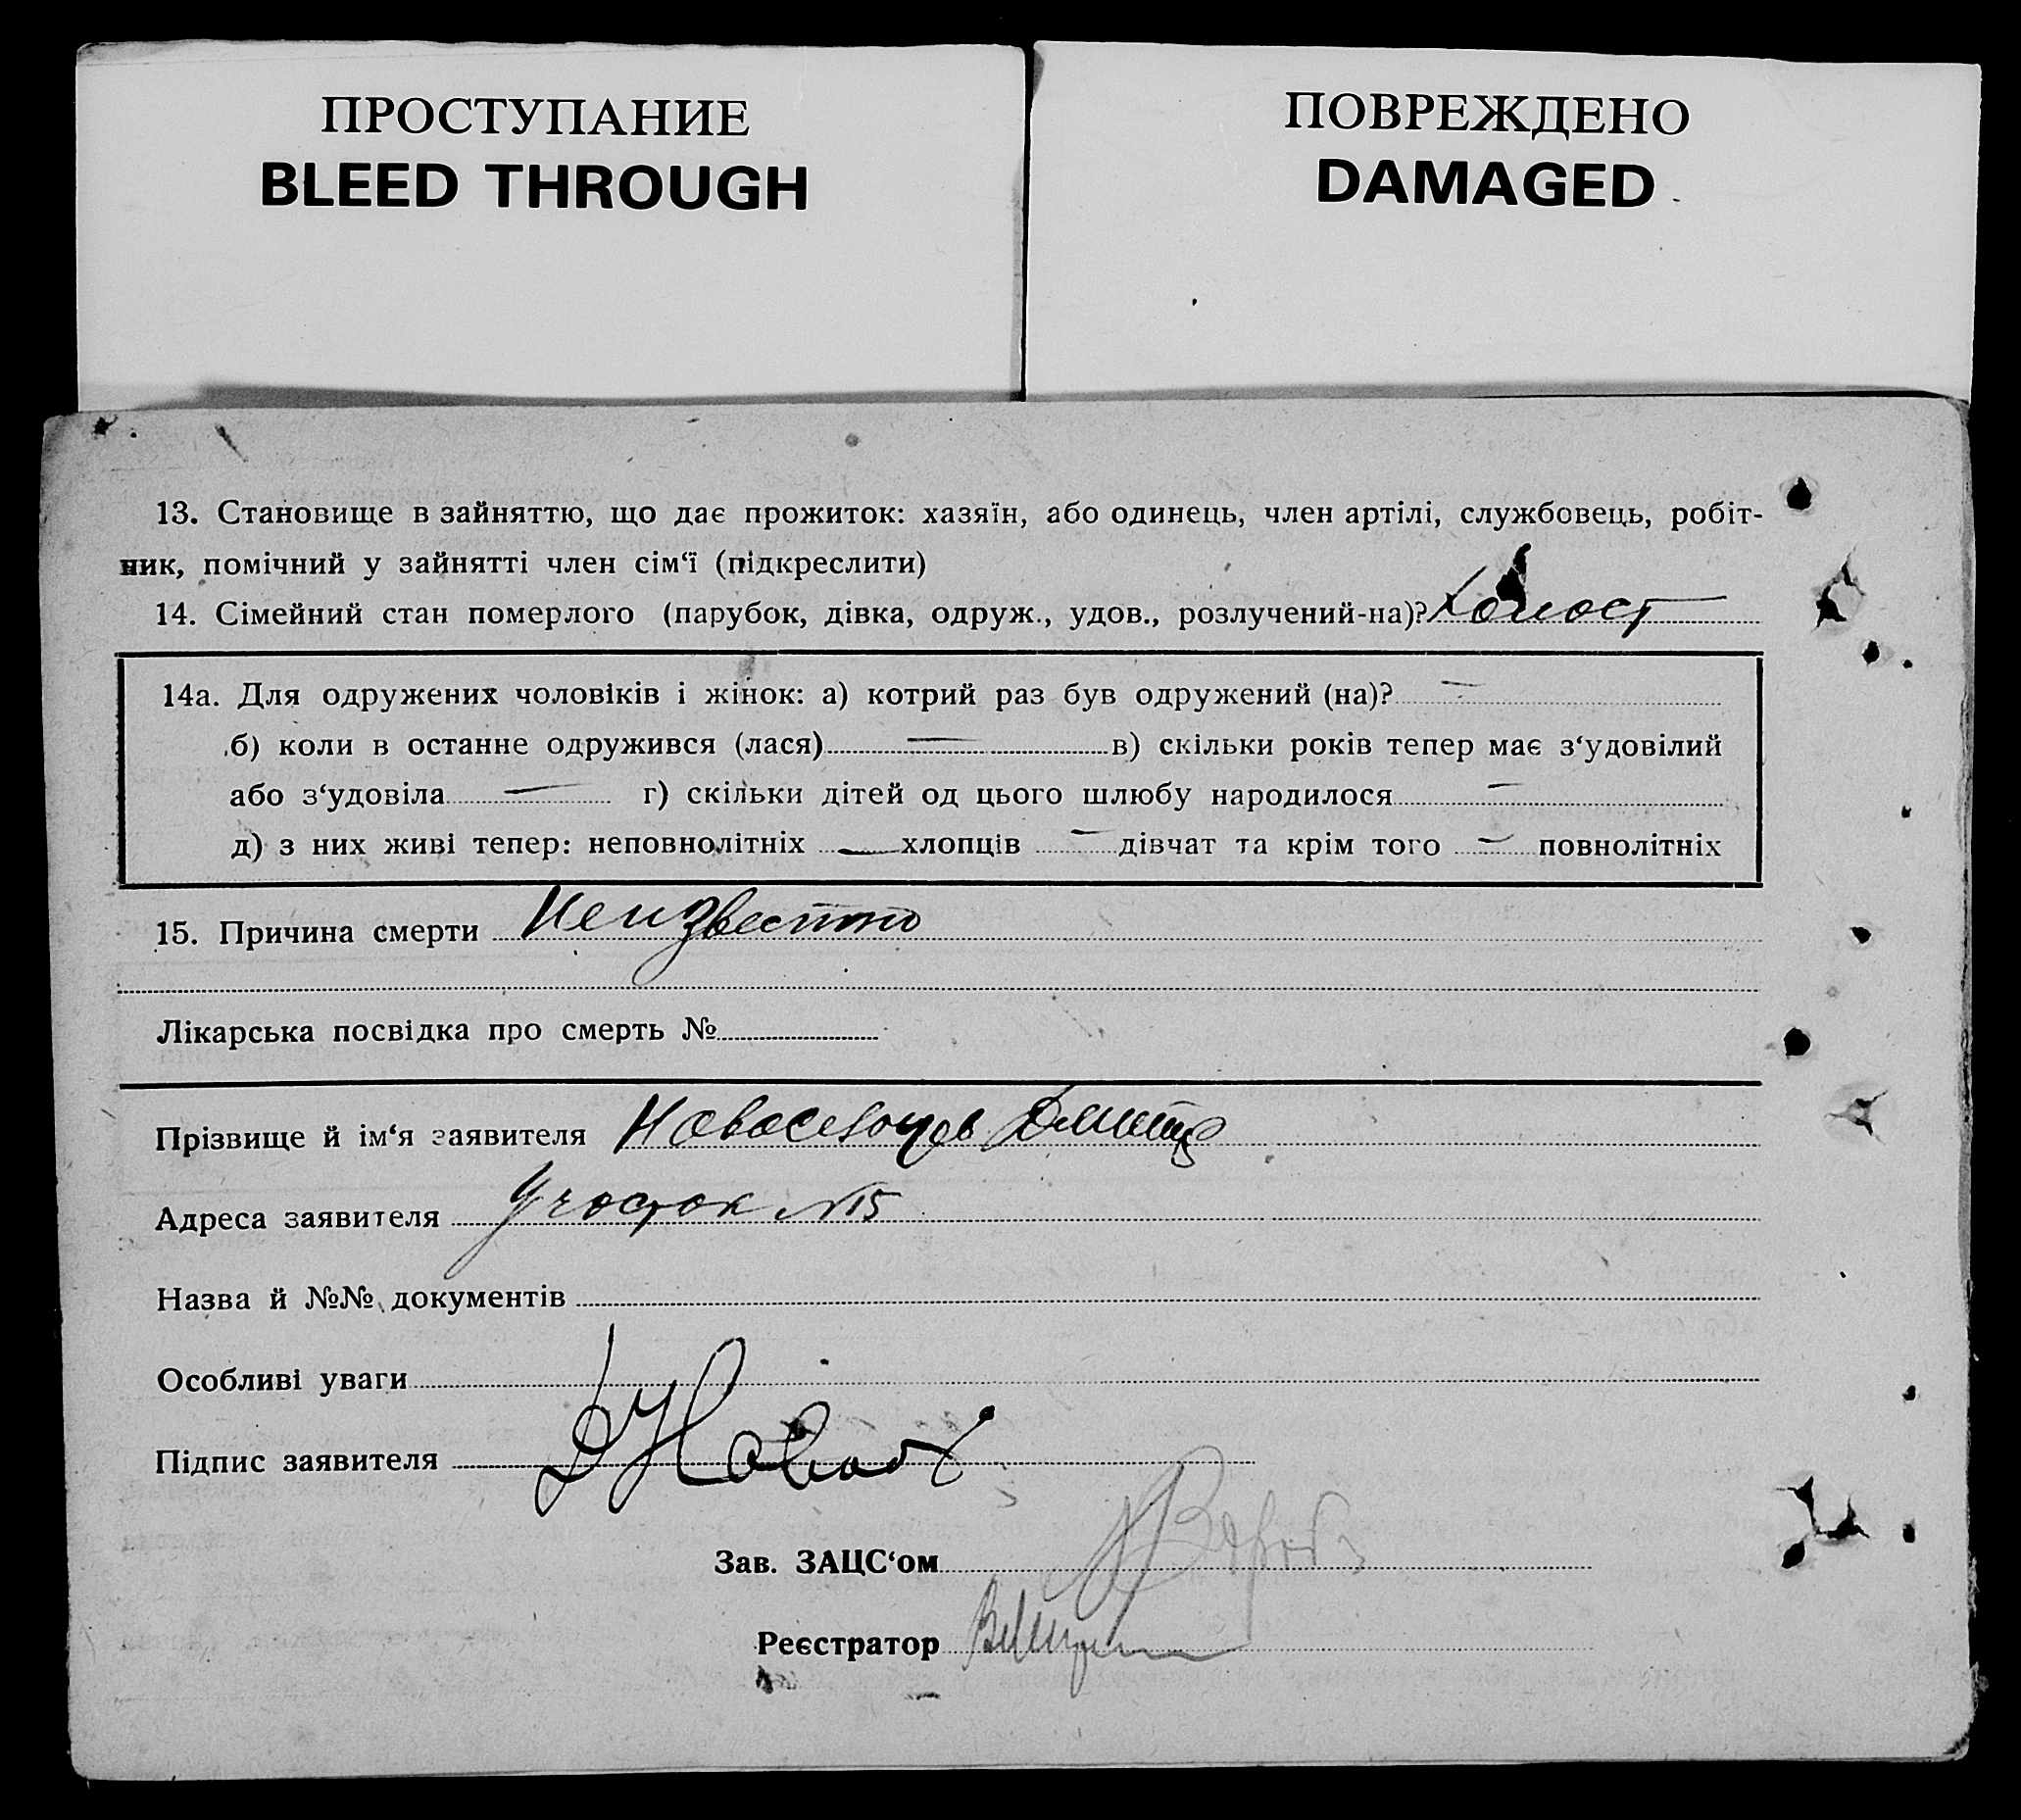 ПРОСТУПАНИЕ
BLEED THROUGH
ПОВРЕЖДЕНО
DAMAGED
13. Становище в зайняттю, що дає прожиток: хазяїн, або одинець, член артілі, службовець, робіт-
ник, помічний у зайнятті член сім‘ї (підкреслити)
14. Сімейний стан померлого (парубок, дівка, одруж., удов., розлучений-на)? Холост
14а. Для одружених чоловіків і жінок: а) котрий раз був одружений (на)? —
б) коли в останне одружився (лася) — в) скільки років тепер має з‘удовілий
або з‘удовіла — г) скільки дітей од цього шлюбу народилося —
д) з них живі тепер: неповнолітніх — хлопців — дівчат та крім того — повнолітніх
15. Причина смерти Неизвестно
Лікарська посвідка про смерть №
Прізвище й ім‘я заявителя Новосельцев Дмитр
Адреса заявителя Участок №15
Назва й №№ документів
Особливі уваги
Підпис заявителя
Зав. ЗАЦС‘ом
Реєстратор